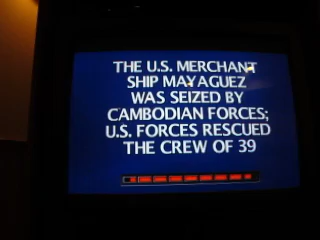 THE U.S. MERCHANT
SHIP MAYAGUEZ
WAS SEIZED BY
CAMBODIAN FORCES;
U.S. FORCES RESCUED
THE CREW OF 39